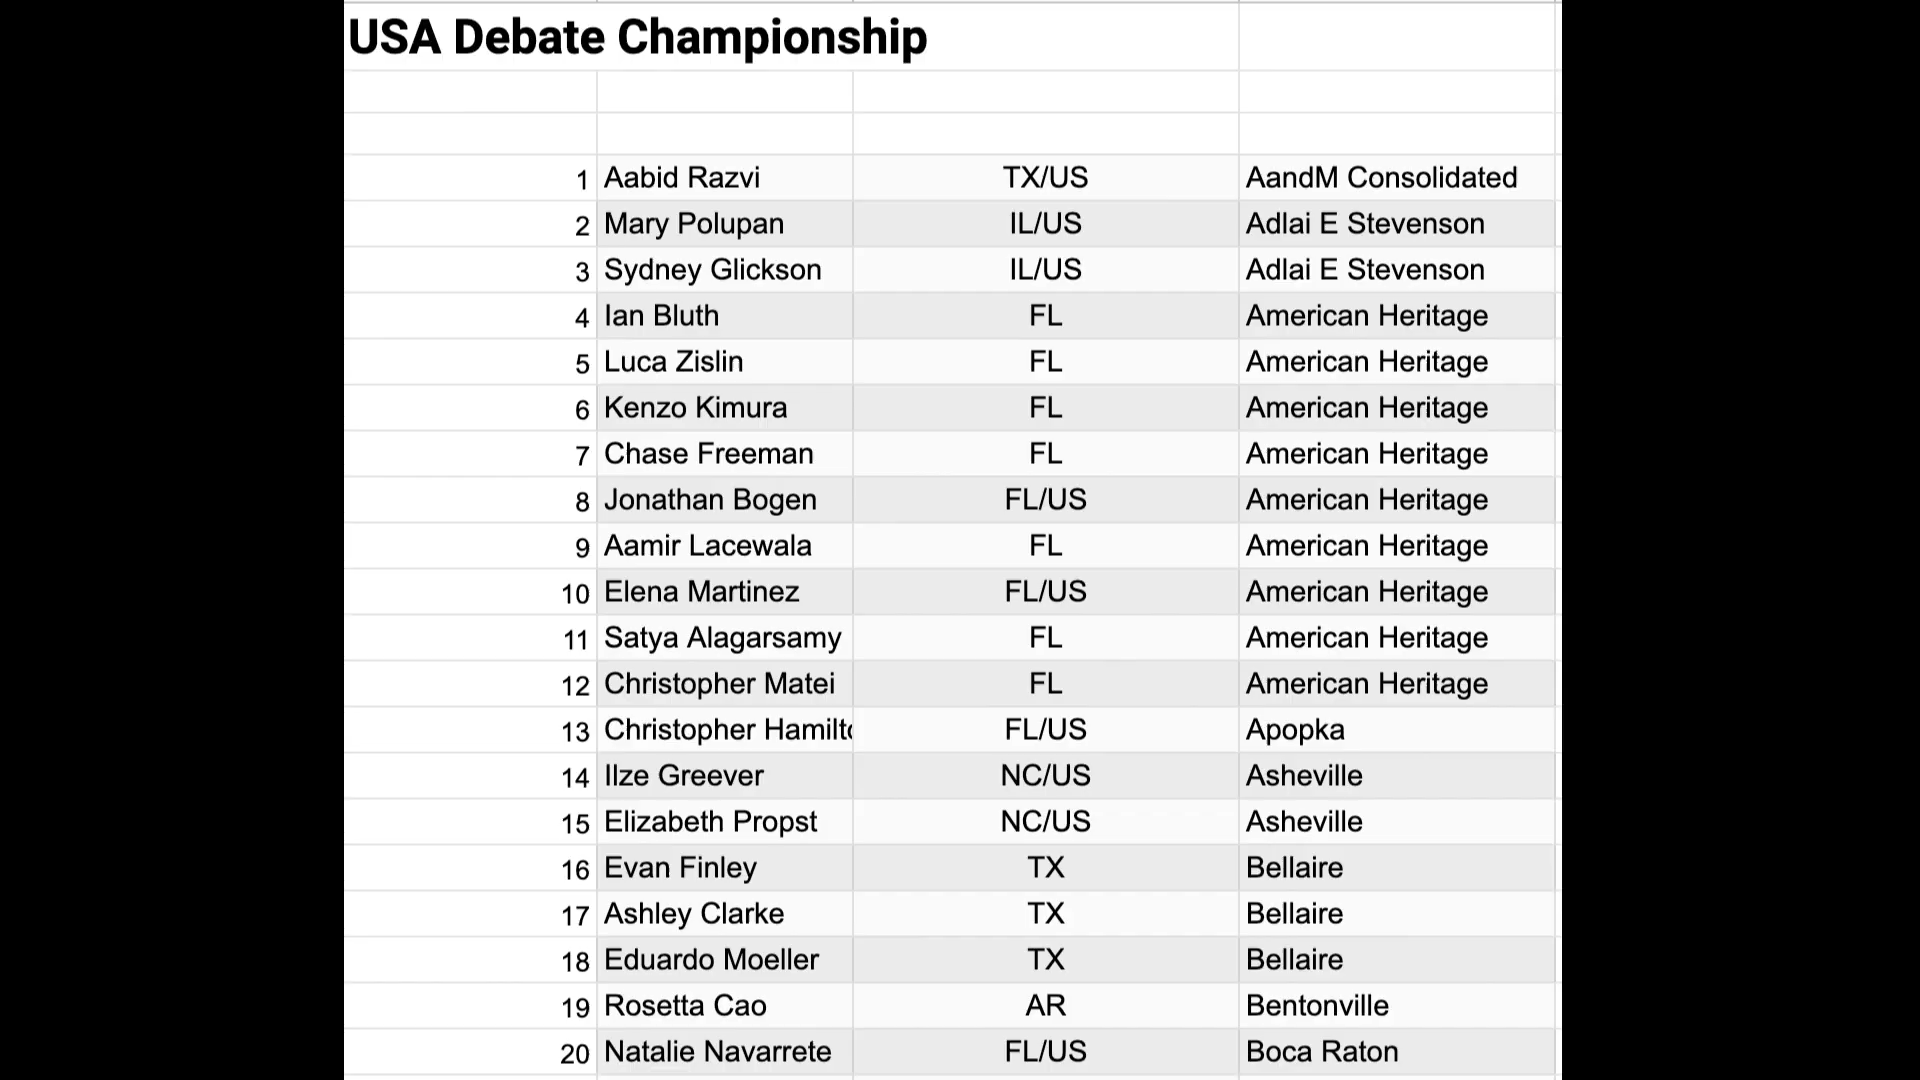 USA Debate Championship
1 Aabid Razvi TX/US AandM Consolidated
2 Mary Polupan IL/US Adlai E Stevenson
3 Sydney Glickson IL/US Adlai E Stevenson
4 Ian Bluth FL American Heritage
5 Luca Zislin FL American Heritage
6 Kenzo Kimura FL American Heritage
7 Chase Freeman FL American Heritage
8 Jonathan Bogen FL/US American Heritage
9 Aamir Lacewala FL American Heritage
10 Elena Martinez FL/US American Heritage
11 Satya Alagarsamy FL American Heritage
12 Christopher Matei FL American Heritage
13 Christopher FL/US Apopka
14 Ilze Greever NC/US Asheville
15 Elizabeth Propst NC/US Asheville
16 Evan Finley TX Bellaire
17 Ashley Clarke TX Bellaire
18 Eduardo Moeller TX Bellaire
19 Rosetta Cao AR Bentonville
20 Natalie Navarrete FL/US Boca Raton